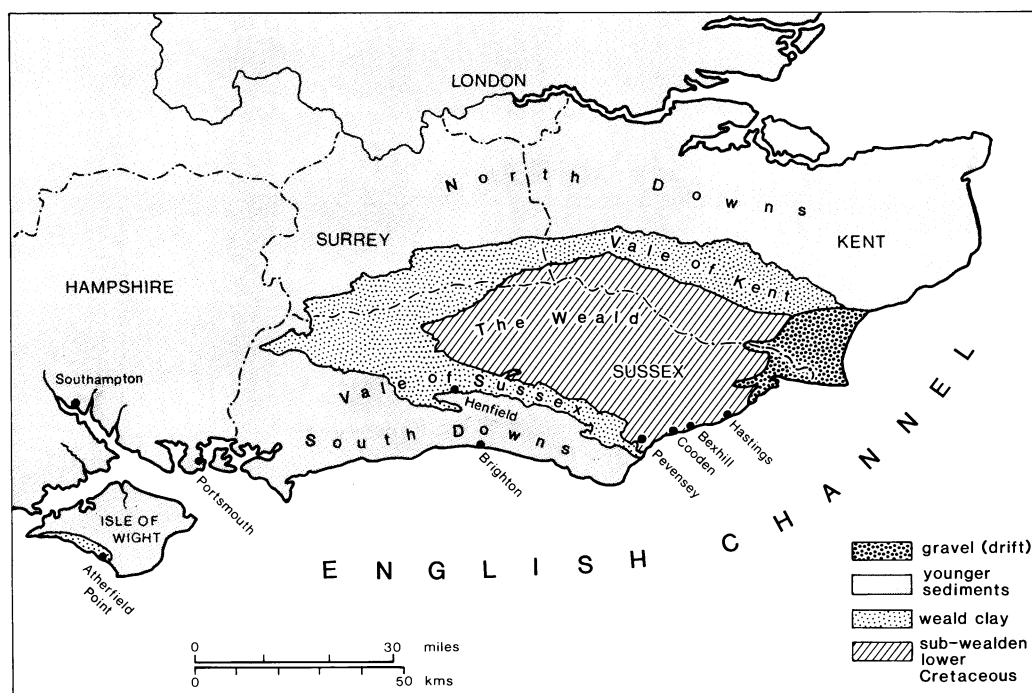 LONDON
North Downs
SURREY
KENT
Vale of Kent
HAMPSHIRE
The Weald
SUSSEX
Southampton
Vale of Sussex
Henfield
South Downs
Hastings
Bexhill
Cooden
Pevensey
Brighton
Portsmouth
ISLE OF
WIGHT
Atherfield
Point
ENGLISH CHANNEL
gravel (drift)
younger
sediments
weald clay
sub-wealden
lower
Cretaceous
0 30 miles
0 50 kms